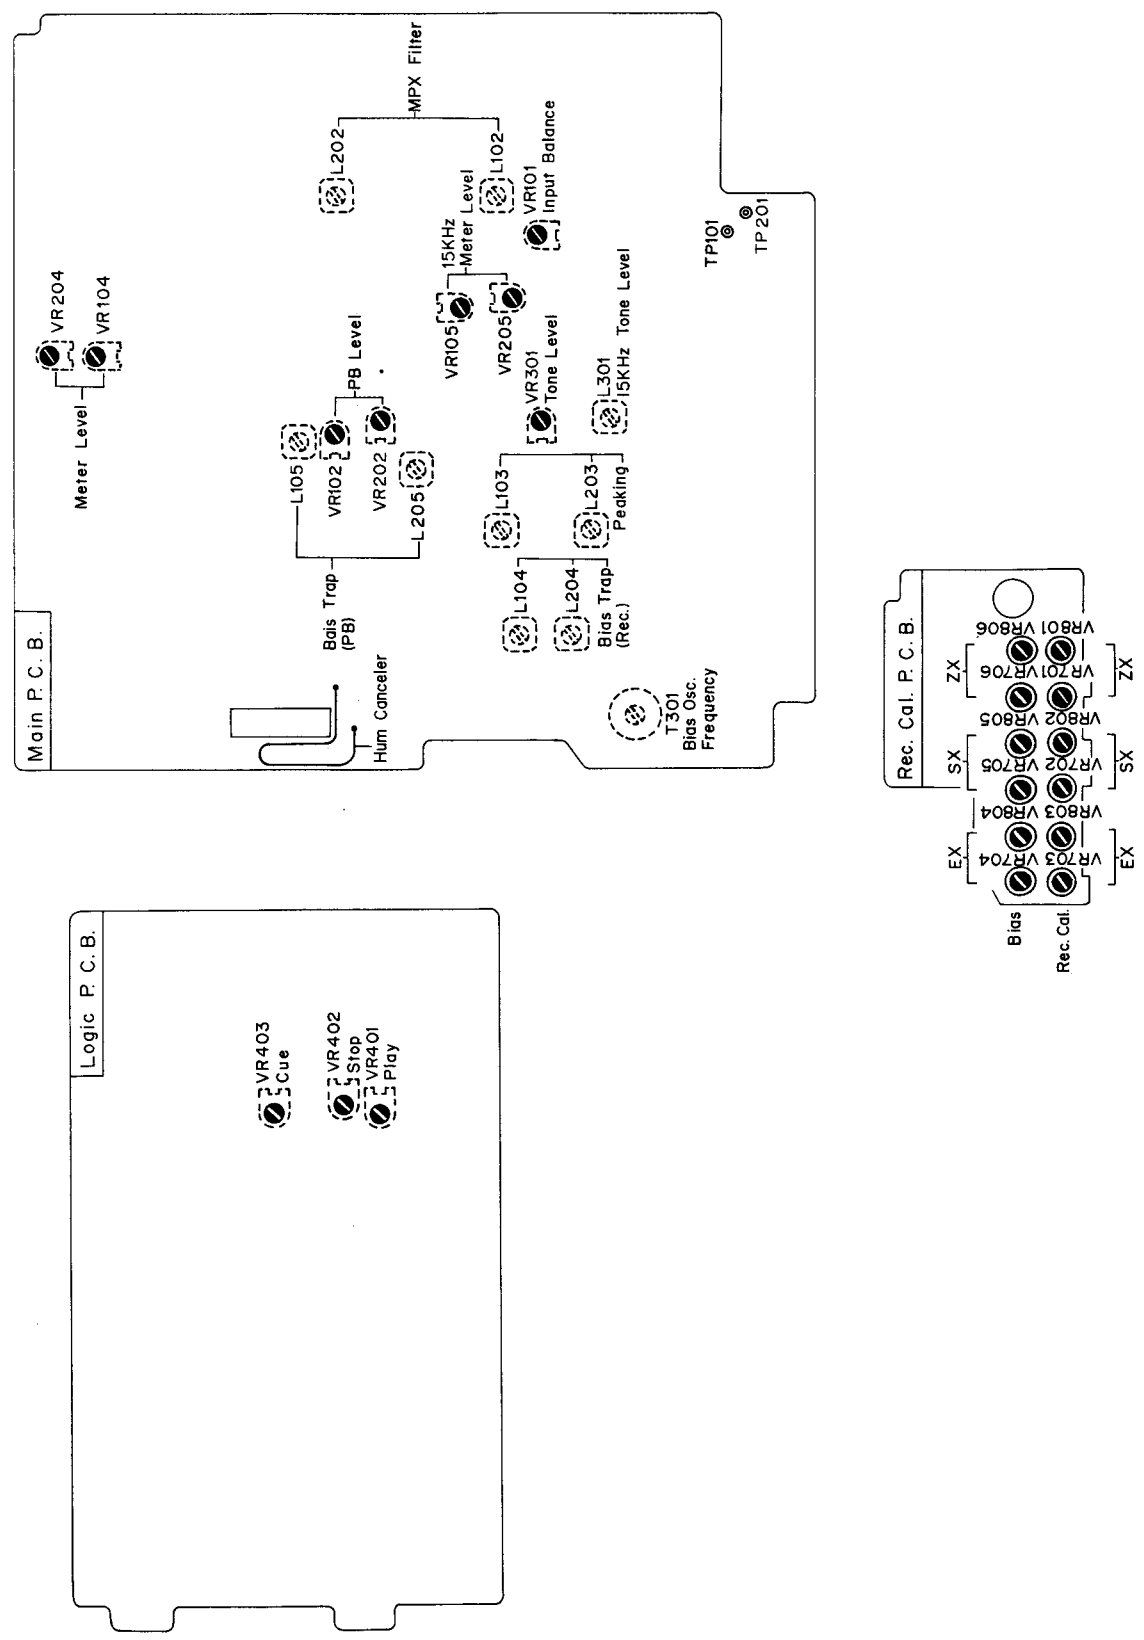 Main P. C. B.
Meter Level
VR204
VR104
L202
L102
MPX Filter
15KHz
Meter Level
VR105
VR205
VR101
Input Balance
TP101
TP201
PB Level
L105
VR102
VR202
L205
Bais Trap
(PB)
VR301
Tone Level
L301
15KHz Tone Level
L103
L203
Peaking
L104
L204
Bias Trap
(Rec.)
Hum Canceler
T301
Bias Osc.
Frequency
Logic P. C. B.
VR403
Cue
VR402
Stop
VR401
Play
Rec. Cal. P. C. B.
EX
SX
ZX
VR704
VR804
VR705
VR805
VR706
VR806
Bias
VR703
VR803
VR702
VR802
VR701
VR801
Rec. Cal.
EX
SX
ZX